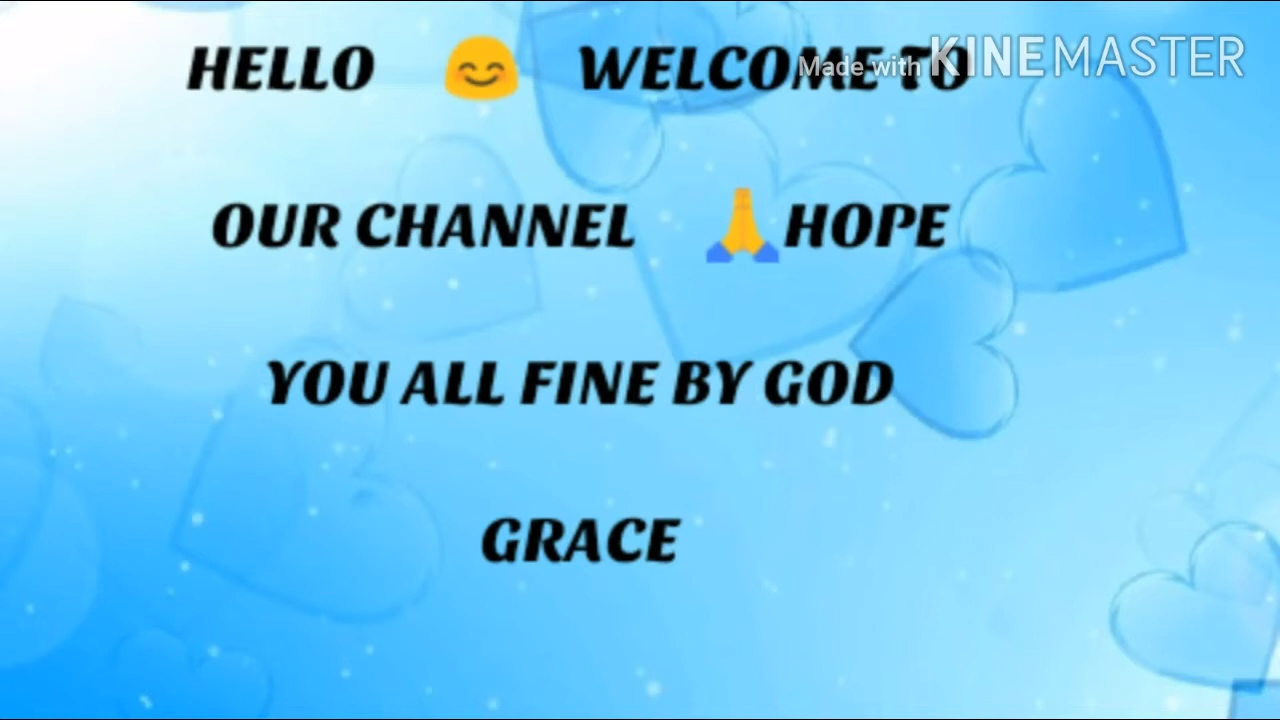 HELLO 😊 WELCOME TO
Made with KINEMASTER
OUR CHANNEL 🙏HOPE
YOU ALL FINE BY GOD
GRACE